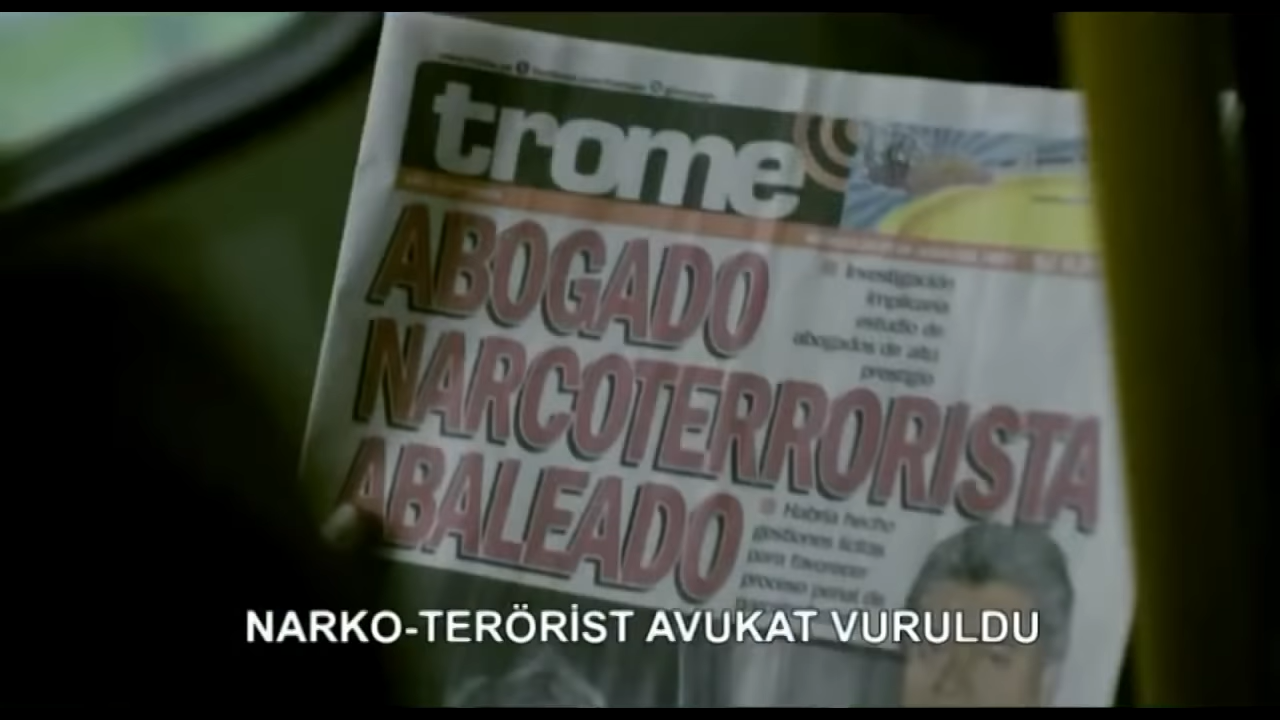 trome
ABOGADO
NARCOTERRORISTA
ABALEADO
Investigación
implicaría
estudio de
abogados de alto
prestigio
Habría hecho
gestiones
para favorecer
proceso penal de
NARKO-TERÖRİST AVUKAT VURULDU